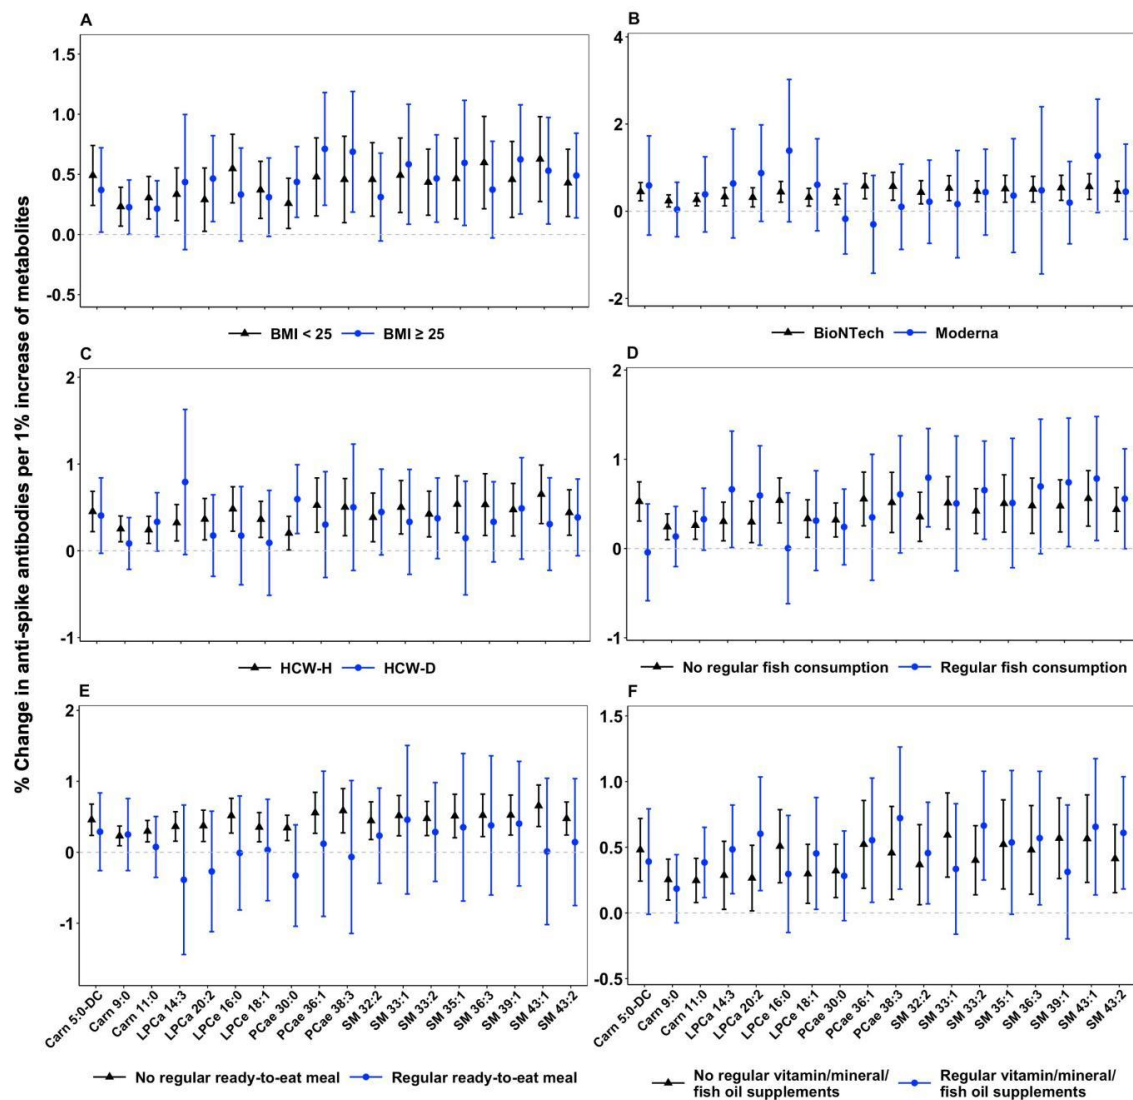 A
1.5
1.0
0.5
0.0
-0.5
BMI < 25
BMI ≥ 25
B
4
2
0
-2
BioNTech
Moderna
C
2
1
0
-1
HCW-H
HCW-D
D
2
1
0
-1
No regular fish consumption
Regular fish consumption
% Change in anti-spike antibodies per 1% increase of metabolites
E
2
1
0
-1
Carn 5:0-DC
Carn 9:0
Carn 11:0
LPCa 14:3
LPCa 20:2
LPCe 16:0
LPCe 18:1
PCae 30:0
PCae 36:1
PCae 38:3
SM 32:2
SM 33:1
SM 33:2
SM 35:1
SM 36:3
SM 39:1
SM 43:1
SM 43:2
No regular ready-to-eat meal
Regular ready-to-eat meal
F
1.5
1.0
0.5
0.0
-0.5
Carn 5:0-DC
Carn 9:0
Carn 11:0
LPCa 14:3
LPCa 20:2
LPCe 16:0
LPCe 18:1
PCae 30:0
PCae 36:1
PCae 38:3
SM 32:2
SM 33:1
SM 33:2
SM 35:1
SM 36:3
SM 39:1
SM 43:1
SM 43:2
No regular vitamin/mineral/
fish oil supplements
Regular vitamin/mineral/
fish oil supplements